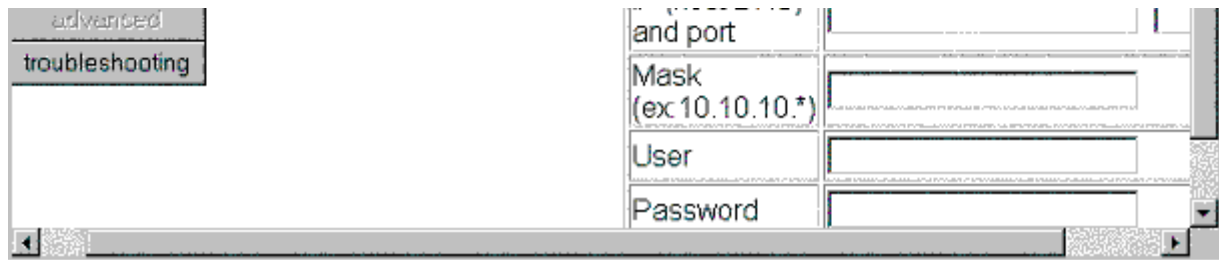 advanced
troubleshooting
and port
Mask
(ex:10.10.10.*)
User
Password